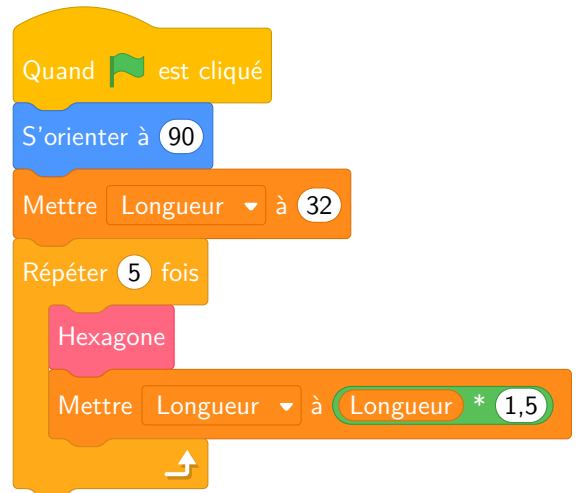 Quand est cliqué
S'orienter à 90
Mettre Longueur à 32
Répéter 5 fois
Hexagone
Mettre Longueur à Longueur * 1,5